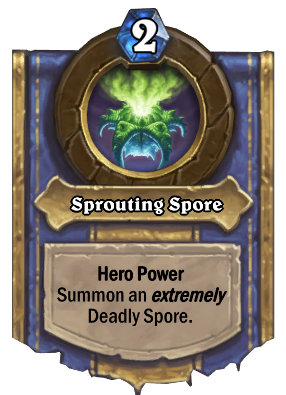 2
Sprouting Spore
Hero Power
Summon an extremely
Deadly Spore.